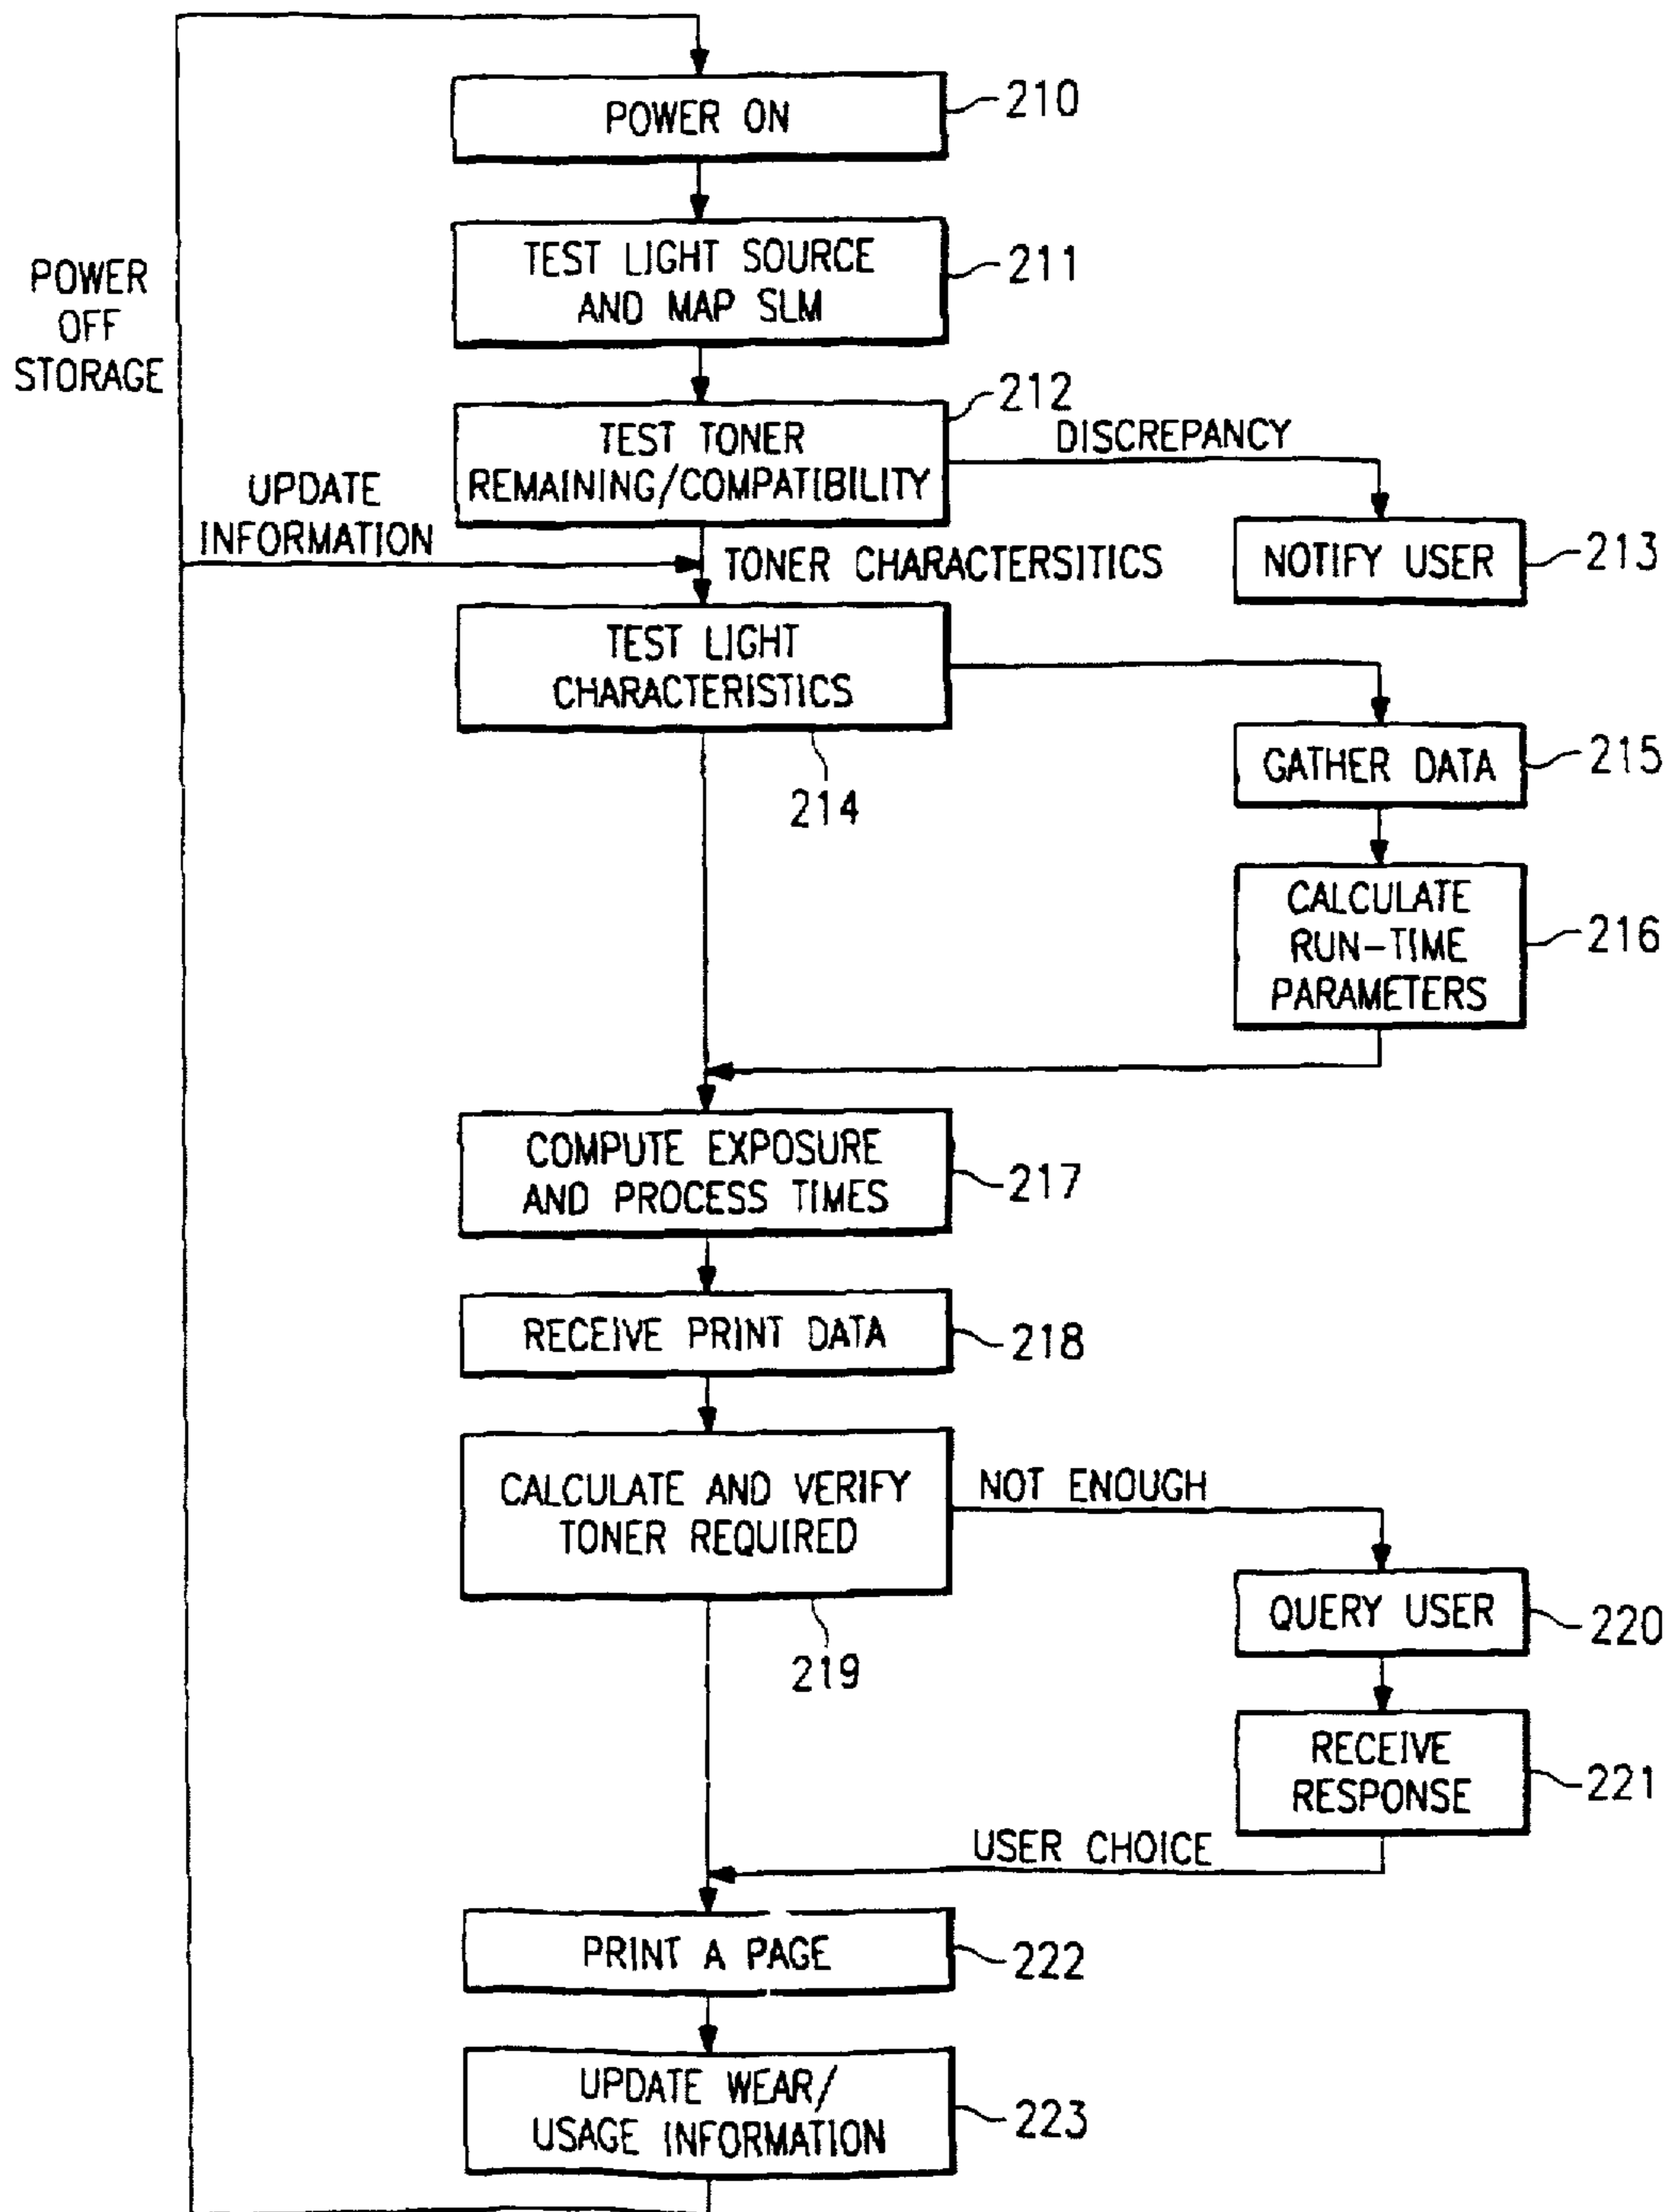 POWER ON
210
TEST LIGHT SOURCE
AND MAP SLM
211
POWER
OFF
STORAGE
TEST TONER
REMAINING/COMPATIBILITY
212
DISCREPANCY
UPDATE
INFORMATION
TONER CHARACTERSITICS
NOTIFY USER
213
TEST LIGHT
CHARACTERISTICS
214
GATHER DATA
215
CALCULATE
RUN-TIME
PARAMETERS
216
COMPUTE EXPOSURE
AND PROCESS TIMES
217
RECEIVE PRINT DATA
218
CALCULATE AND VERIFY
TONER REQUIRED
219
NOT ENOUGH
QUERY USER
220
RECEIVE
RESPONSE
221
USER CHOICE
PRINT A PAGE
222
UPDATE WEAR/
USAGE INFORMATION
223